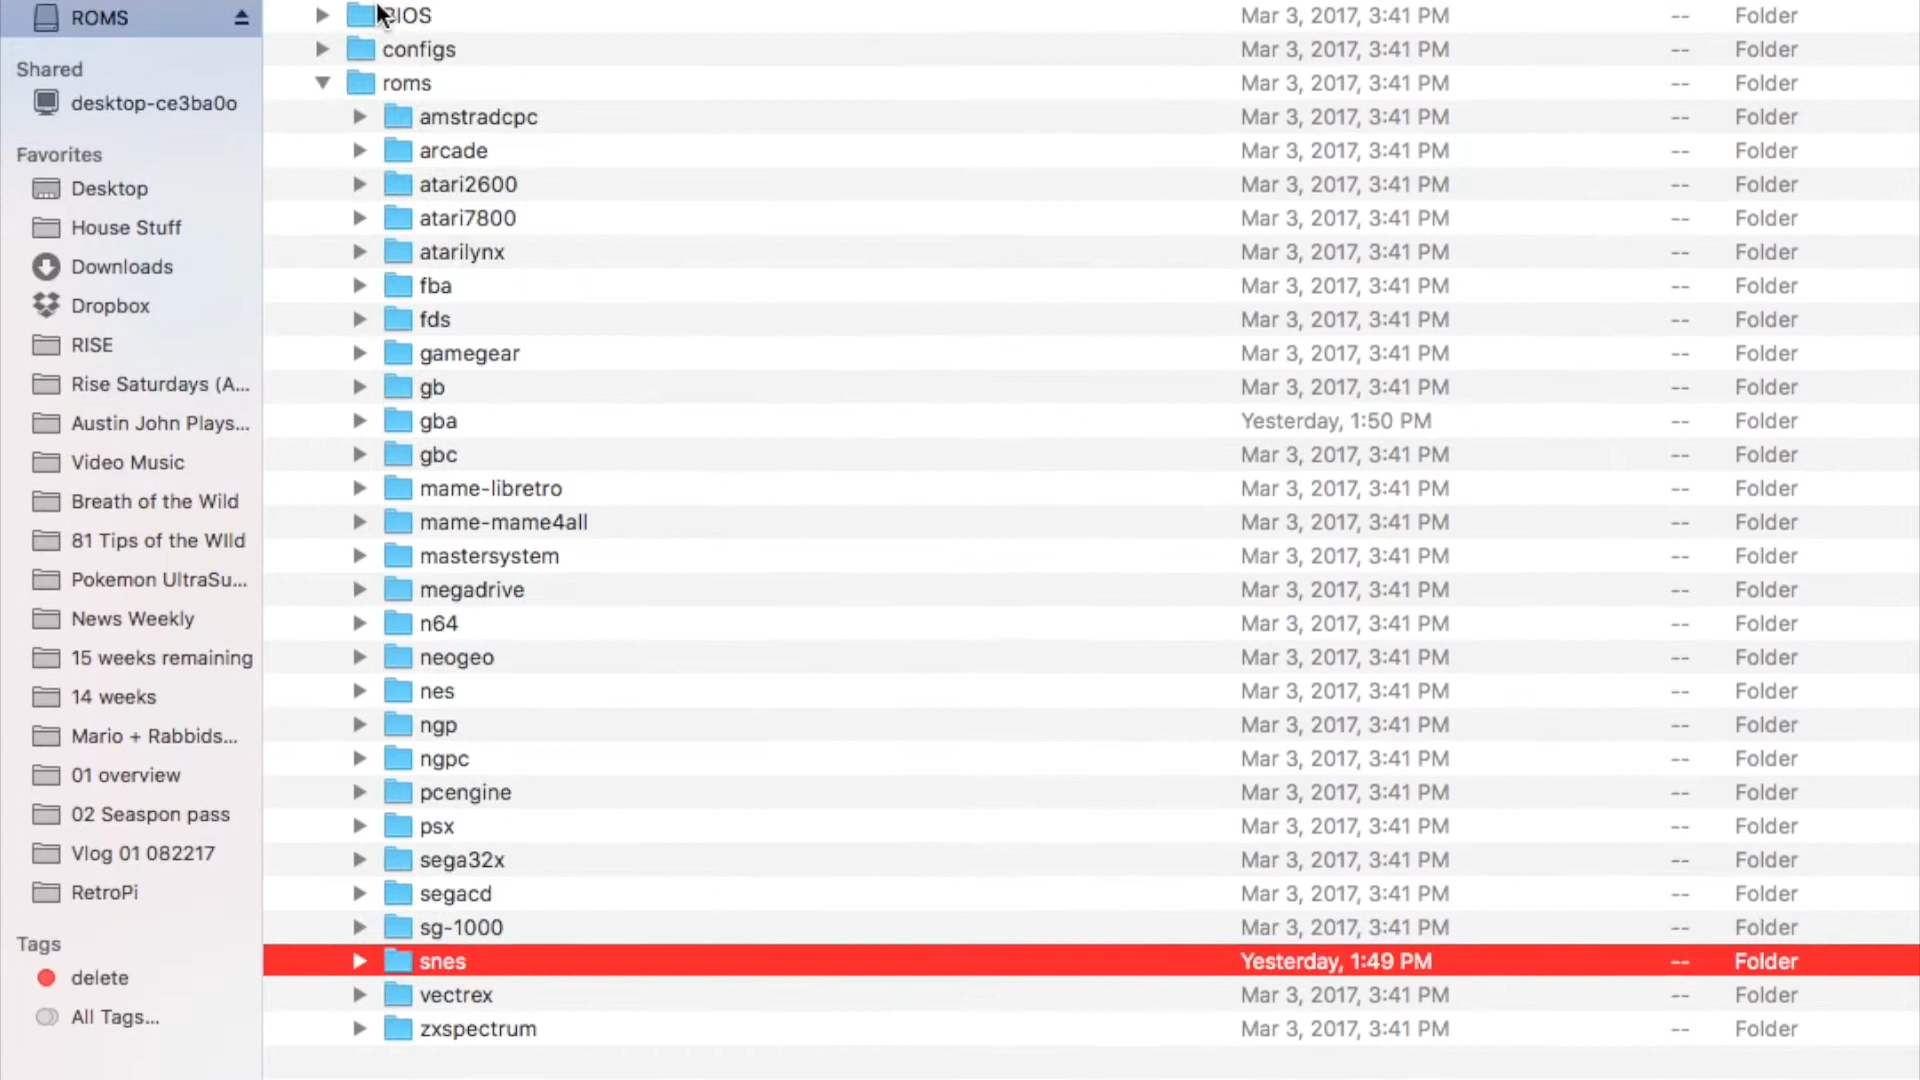 ROMS
Shared
desktop-ce3ba0o
Favorites
Desktop
House Stuff
Downloads
Dropbox
RISE
Rise Saturdays (A...
Austin John Plays...
Video Music
Breath of the Wild
81 Tips of the WIld
Pokemon UltraSu...
News Weekly
15 weeks remaining
14 weeks
Mario + Rabbids...
01 overview
02 Seaspon pass
Vlog 01 082217
RetroPi
Tags
delete
All Tags...
BIOS Mar 3, 2017, 3:41 PM -- Folder
configs Mar 3, 2017, 3:41 PM -- Folder
roms Mar 3, 2017, 3:41 PM -- Folder
amstradcpc Mar 3, 2017, 3:41 PM -- Folder
arcade Mar 3, 2017, 3:41 PM -- Folder
atari2600 Mar 3, 2017, 3:41 PM -- Folder
atari7800 Mar 3, 2017, 3:41 PM -- Folder
atarilynx Mar 3, 2017, 3:41 PM -- Folder
fba Mar 3, 2017, 3:41 PM -- Folder
fds Mar 3, 2017, 3:41 PM -- Folder
gamegear Mar 3, 2017, 3:41 PM -- Folder
gb Mar 3, 2017, 3:41 PM -- Folder
gba Yesterday, 1:50 PM -- Folder
gbc Mar 3, 2017, 3:41 PM -- Folder
mame-libretro Mar 3, 2017, 3:41 PM -- Folder
mame-mame4all Mar 3, 2017, 3:41 PM -- Folder
mastersystem Mar 3, 2017, 3:41 PM -- Folder
megadrive Mar 3, 2017, 3:41 PM -- Folder
n64 Mar 3, 2017, 3:41 PM -- Folder
neogeo Mar 3, 2017, 3:41 PM -- Folder
nes Mar 3, 2017, 3:41 PM -- Folder
ngp Mar 3, 2017, 3:41 PM -- Folder
ngpc Mar 3, 2017, 3:41 PM -- Folder
pcengine Mar 3, 2017, 3:41 PM -- Folder
psx Mar 3, 2017, 3:41 PM -- Folder
sega32x Mar 3, 2017, 3:41 PM -- Folder
segacd Mar 3, 2017, 3:41 PM -- Folder
sg-1000 Mar 3, 2017, 3:41 PM -- Folder
snes Yesterday, 1:49 PM -- Folder
vectrex Mar 3, 2017, 3:41 PM -- Folder
zxspectrum Mar 3, 2017, 3:41 PM -- Folder